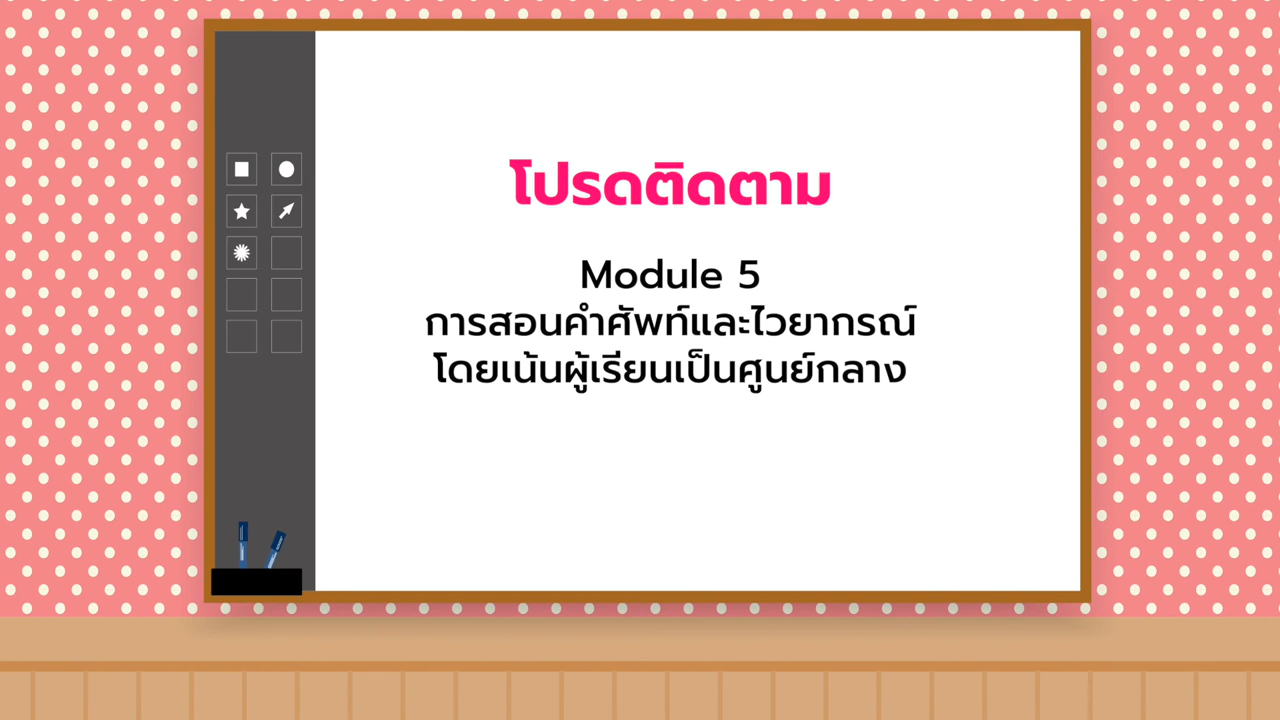 โปรดติดตาม
Module 5
การสอนคำศัพท์และไวยากรณ์
โดยเน้นผู้เรียนเป็นศูนย์กลาง